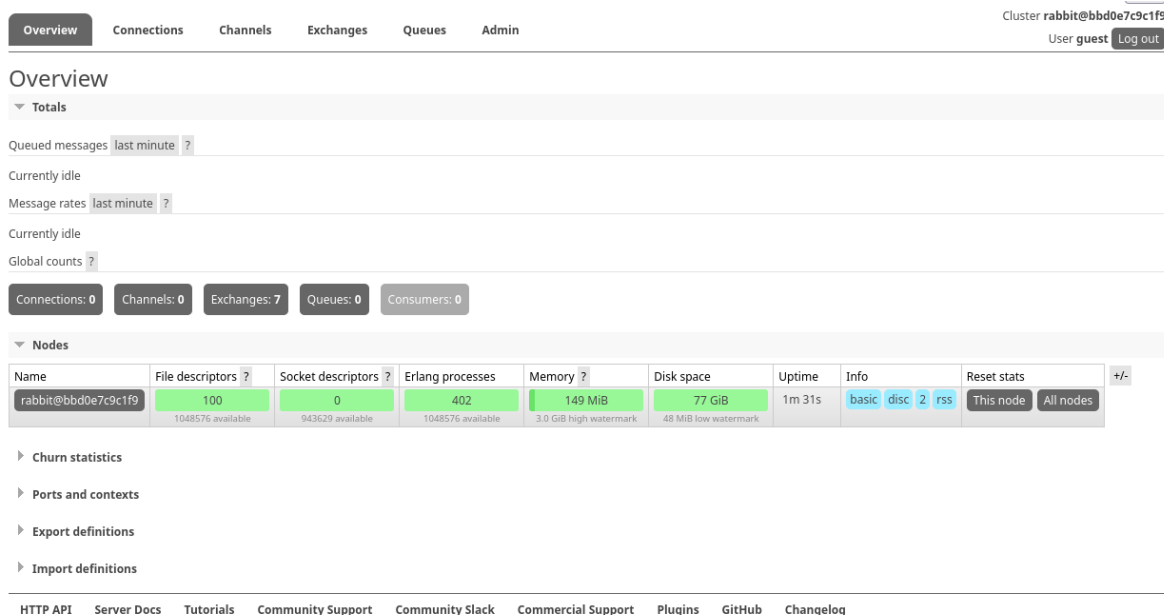 Cluster rabbit@bbd0e7c9c1f9
Overview Connections Channels Exchanges Queues Admin
User guest Log out
Overview
Totals
Queued messages last minute ?
Currently idle
Message rates last minute ?
Currently idle
Global counts ?
Connections: 0 Channels: 0 Exchanges: 7 Queues: 0 Consumers: 0
Nodes
Name File descriptors ? Socket descriptors ? Erlang processes Memory ? Disk space Uptime Info Reset stats +/-
rabbit@bbd0e7c9c1f9 100 0 402 149 MiB 77 GiB 1m 31s basic disc 2 rss This node All nodes
1048576 available 943629 available 1048576 available 3.0 GiB high watermark 48 MiB low watermark
Churn statistics
Ports and contexts
Export definitions
Import definitions
HTTP API Server Docs Tutorials Community Support Community Slack Commercial Support Plugins GitHub Changelog